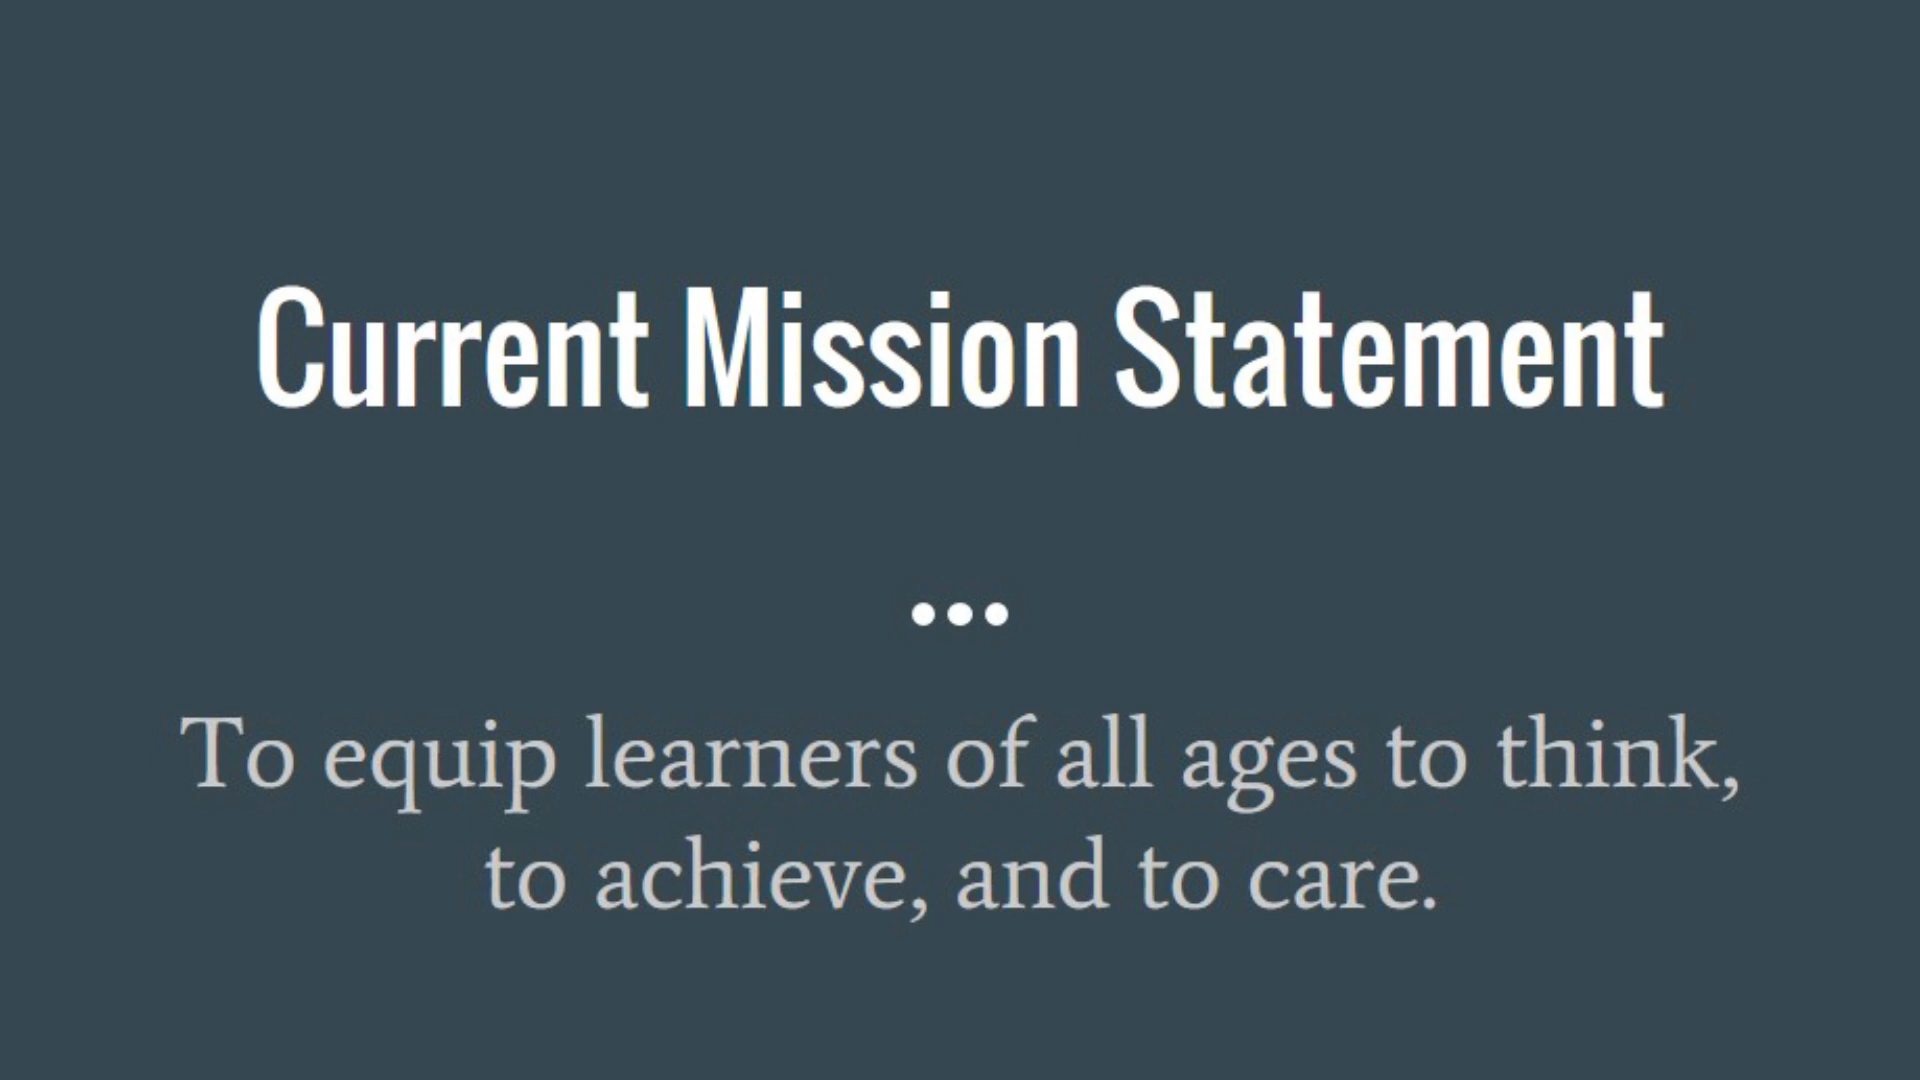 Current Mission Statement
To equip learners of all ages to think,
to achieve, and to care.